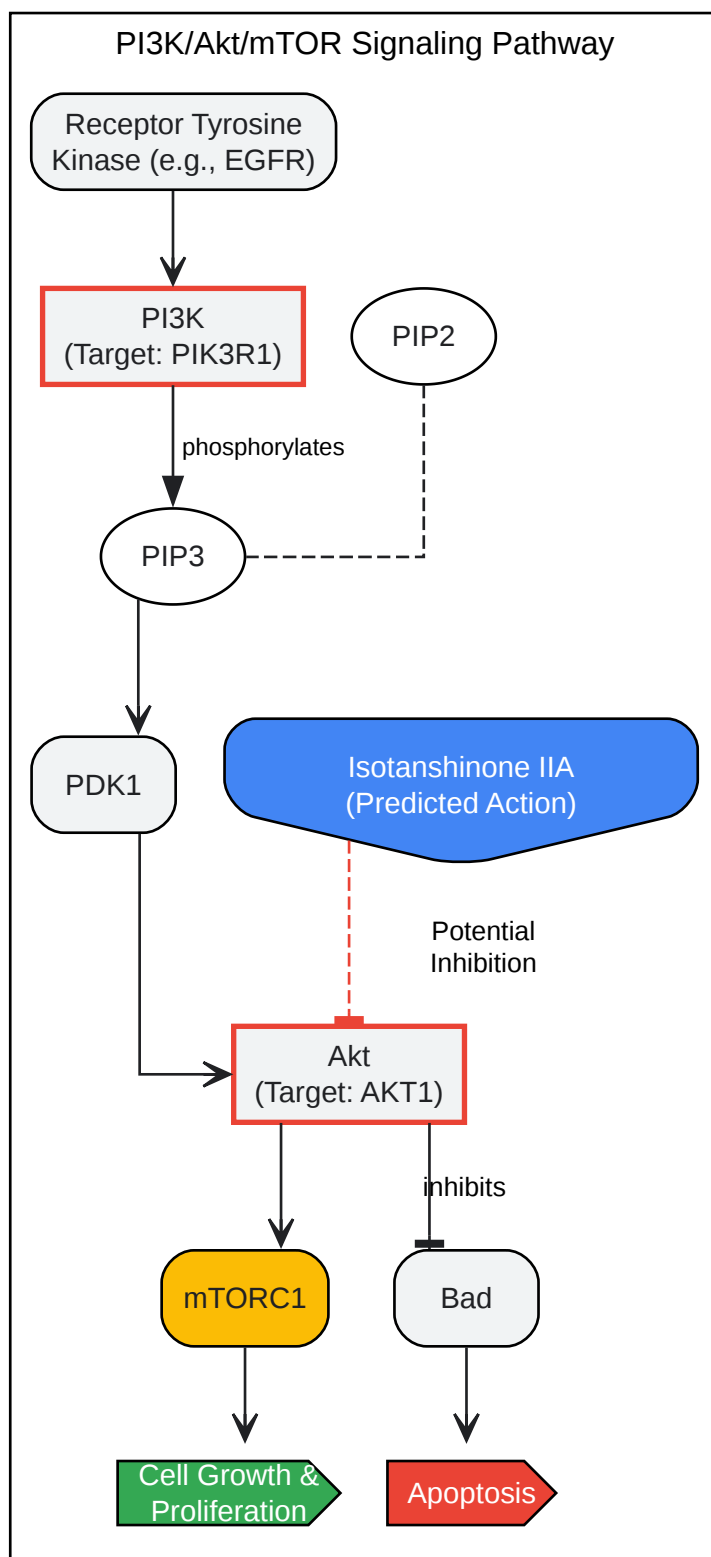 PI3K/Akt/mTOR Signaling Pathway
Receptor Tyrosine
Kinase (e.g., EGFR)
PI3K
(Target: PIK3R1)
PIP2
phosphorylates
PIP3
PDK1
Isotanshinone IIA
(Predicted Action)
Potential
Inhibition
Akt
(Target: AKT1)
inhibits
mTORC1
Bad
Cell Growth &
Proliferation
Apoptosis